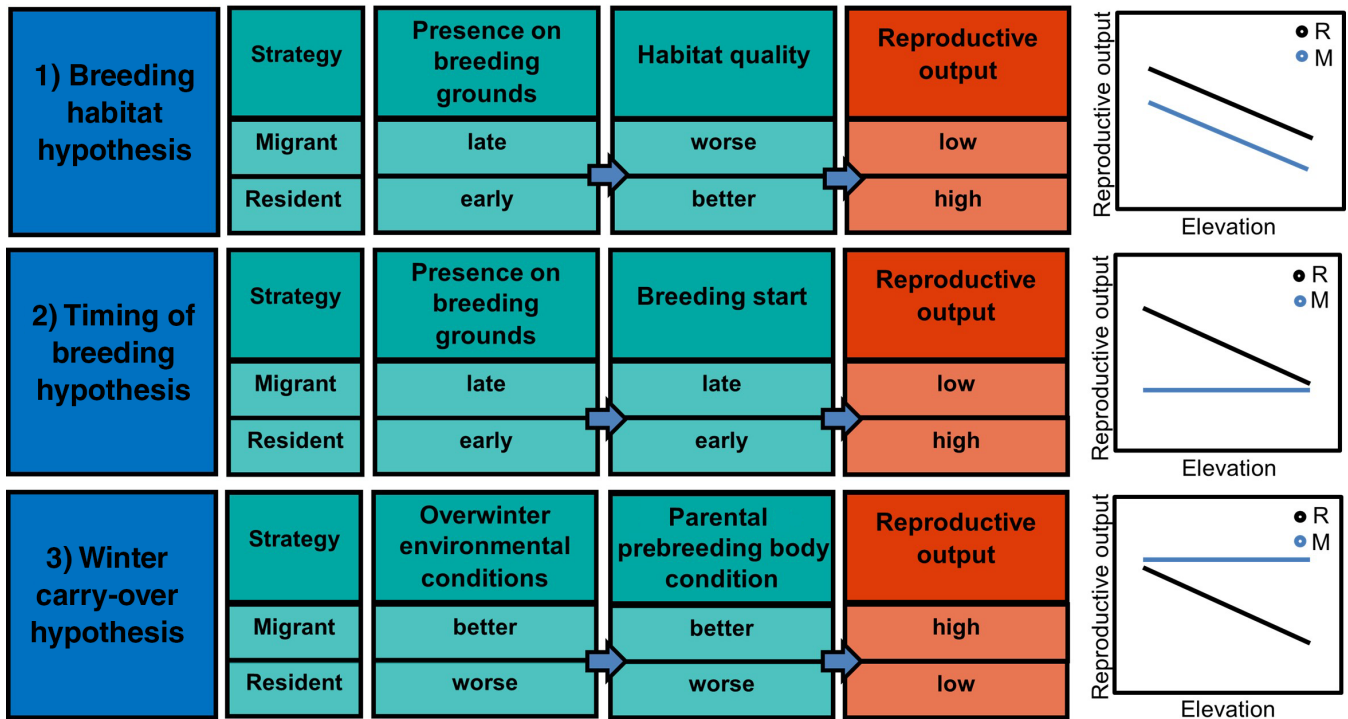 1) Breeding
habitat
hypothesis
Strategy
Presence on
breeding
grounds
Habitat quality
Reproductive
output
Migrant
late
worse
low
Resident
early
better
high
Reproductive output
R
M
Elevation
2) Timing of
breeding
hypothesis
Strategy
Presence on
breeding
grounds
Breeding start
Reproductive
output
Migrant
late
late
low
Resident
early
early
high
Reproductive output
R
M
Elevation
3) Winter
carry-over
hypothesis
Strategy
Overwinter
environmental
conditions
Parental
prebreeding body
condition
Reproductive
output
Migrant
better
better
high
Resident
worse
worse
low
Reproductive output
R
M
Elevation